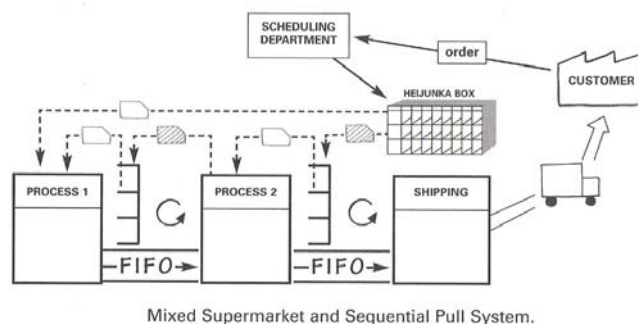 SCHEDULING
DEPARTMENT
order
CUSTOMER
HEIJUNKA BOX
PROCESS 1
PROCESS 2
SHIPPING
FIFO
FIFO
Mixed Supermarket and Sequential Pull System.